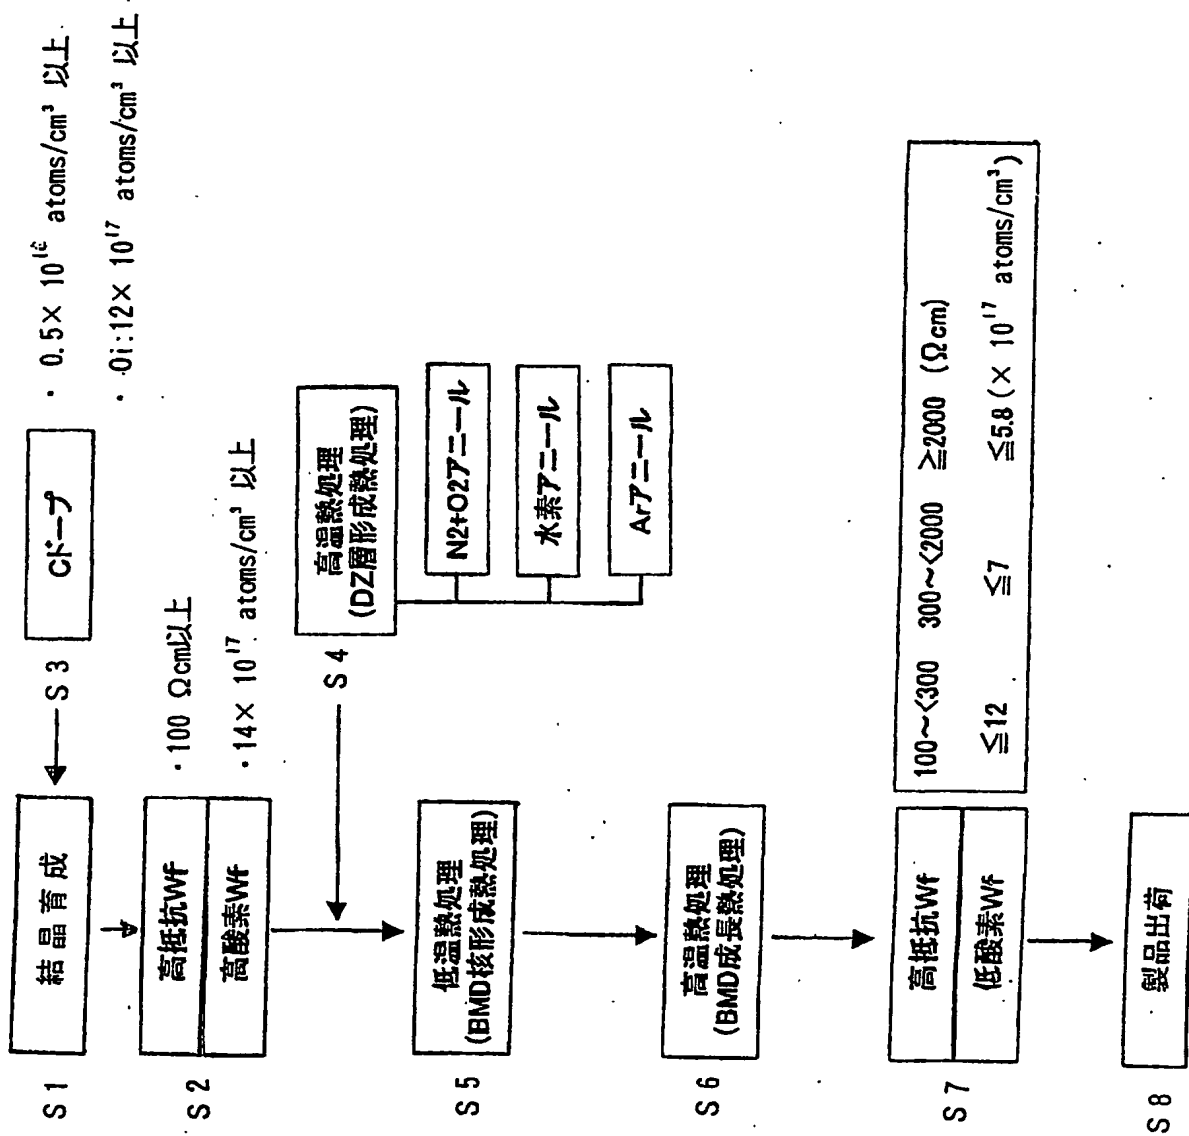 S1
結晶育成
S3
Cドープ
・0.5×10¹⁶ atoms/cm³ 以上
・Oi:12×10¹⁷ atoms/cm³ 以上
S2
高抵抗Wf
高酸素Wf
・100 Ωcm以上
・14×10¹⁷ atoms/cm³ 以上
S4
高温熱処理
(DZ層形成熱処理)
N2+O2アニール
水素アニール
Arアニール
S5
低温熱処理
(BMD核形成熱処理)
S6
高温熱処理
(BMD成長熱処理)
S7
高抵抗Wf
低酸素Wf
100~<300 300~<2000 ≧2000 (Ωcm)
≦12 ≦7 ≦5.8(×10¹⁷ atoms/cm³)
S8
製品出荷